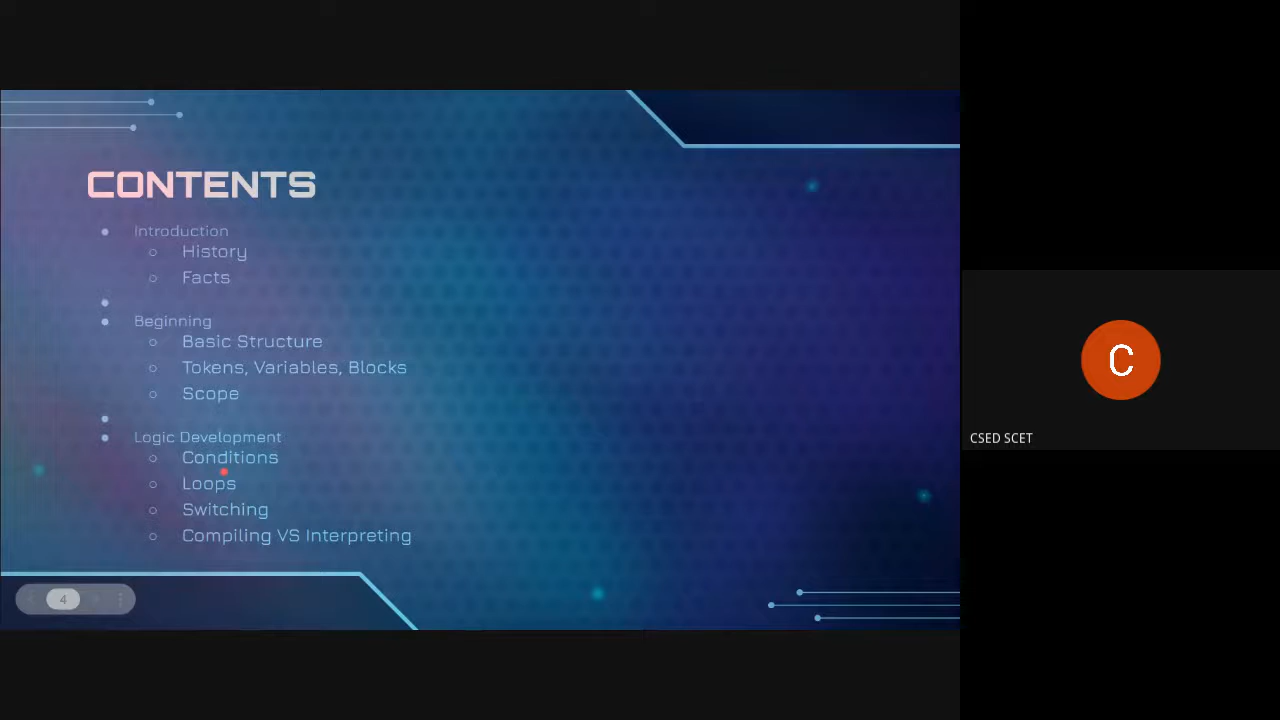 CONTENTS
Introduction
History
Facts
Beginning
Basic Structure
Tokens, Variables, Blocks
Scope
Logic Development
Conditions
Loops
Switching
Compiling VS Interpreting
4
C
CSED SCET